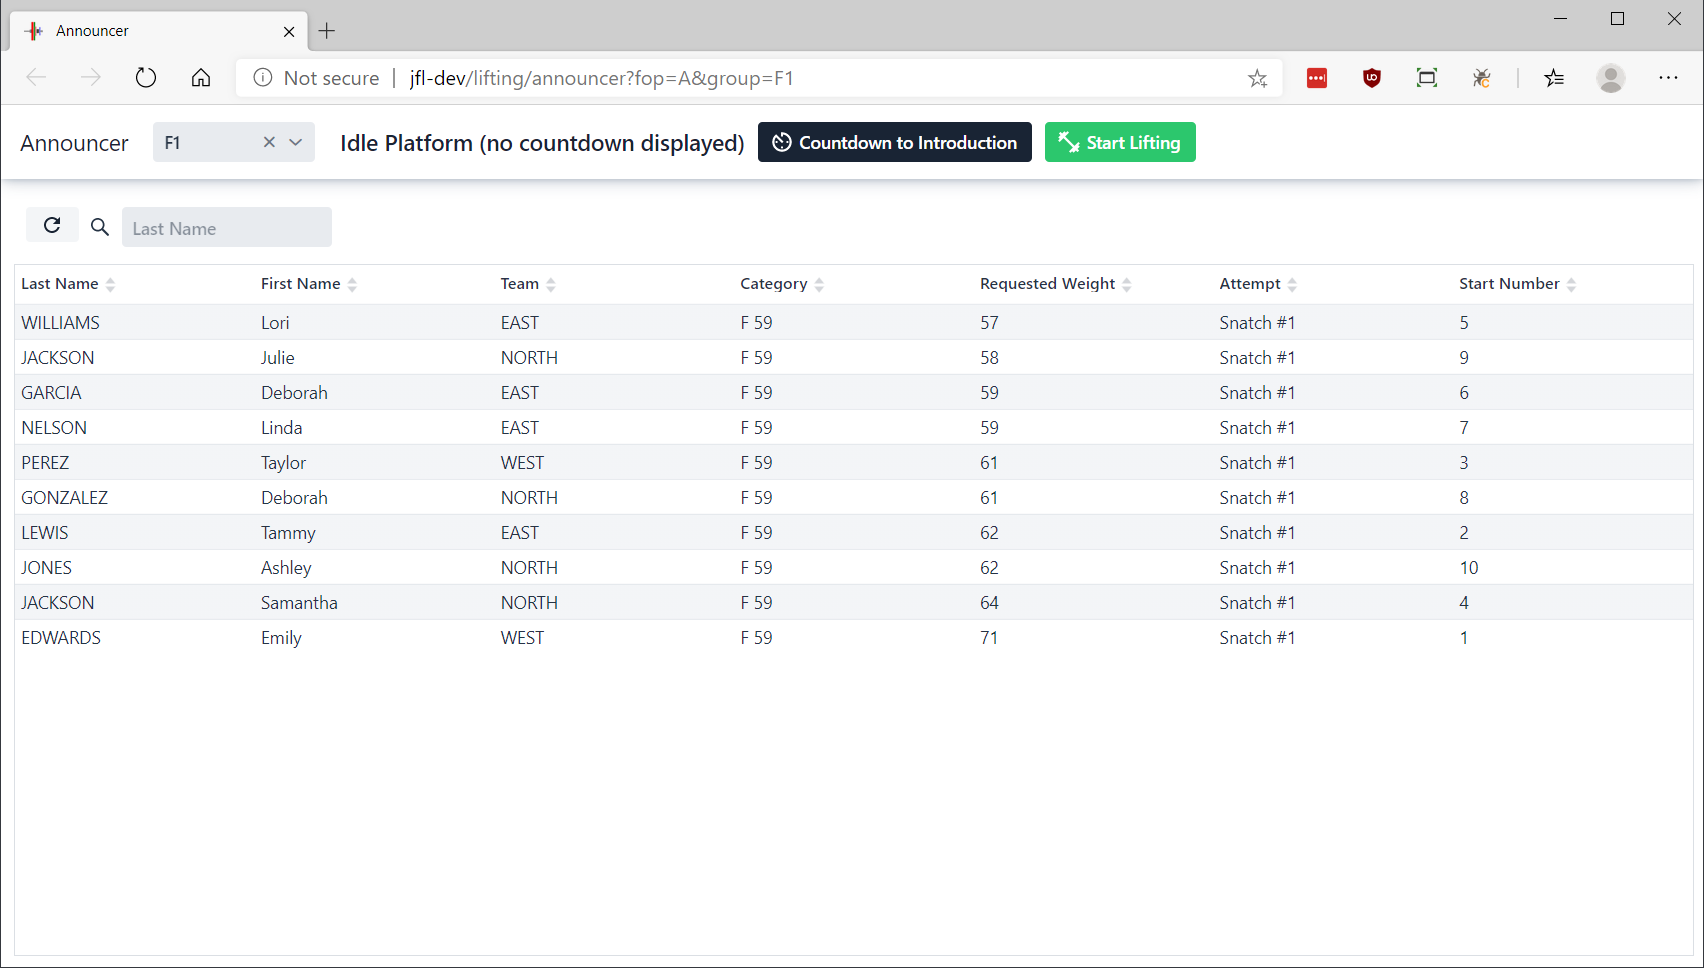 Announcer
Not secure | jfl-dev/lifting/announcer?fop=A&group=F1
Announcer F1 Idle Platform (no countdown displayed) Countdown to Introduction Start Lifting
Last Name
Last Name First Name Team Category Requested Weight Attempt Start Number
WILLIAMS Lori EAST F 59 57 Snatch #1 5
JACKSON Julie NORTH F 59 58 Snatch #1 9
GARCIA Deborah EAST F 59 59 Snatch #1 6
NELSON Linda EAST F 59 59 Snatch #1 7
PEREZ Taylor WEST F 59 61 Snatch #1 3
GONZALEZ Deborah NORTH F 59 61 Snatch #1 8
LEWIS Tammy EAST F 59 62 Snatch #1 2
JONES Ashley NORTH F 59 62 Snatch #1 10
JACKSON Samantha NORTH F 59 64 Snatch #1 4
EDWARDS Emily WEST F 59 71 Snatch #1 1